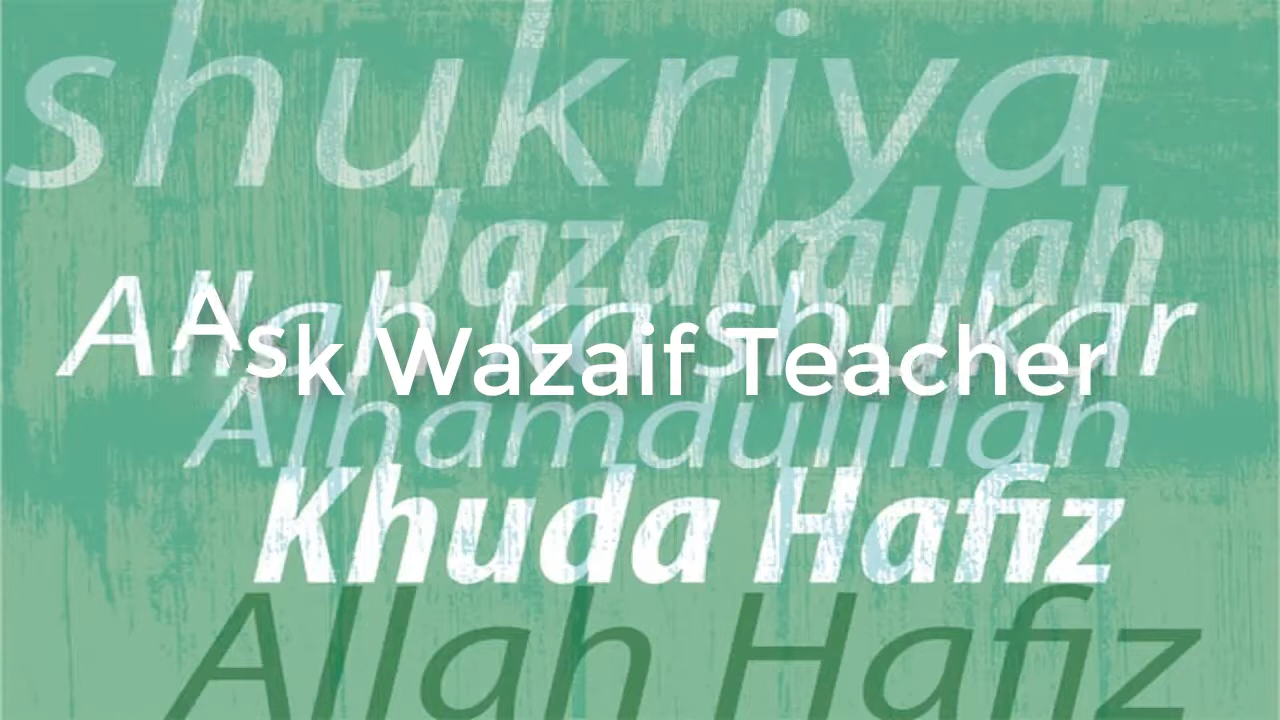 shukriya
Jazakallah
Allah ka shukar
Ask Wazaif Teacher
Alhamdulillah
Khuda Hafiz
Allah Hafiz